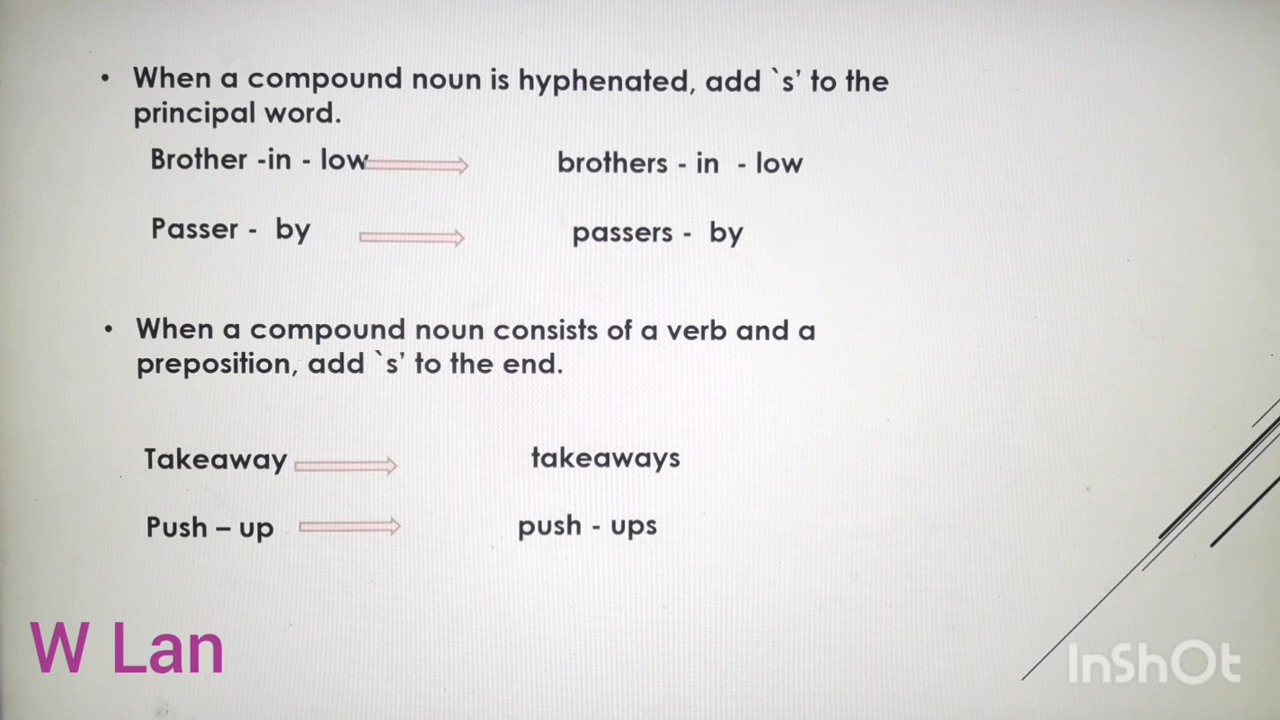 • When a compound noun is hyphenated, add `s' to the
principal word.
Brother -in - low brothers - in - low
Passer - by passers - by
• When a compound noun consists of a verb and a
preposition, add `s' to the end.
Takeaway takeaways
Push – up push - ups
W Lan
InShOt